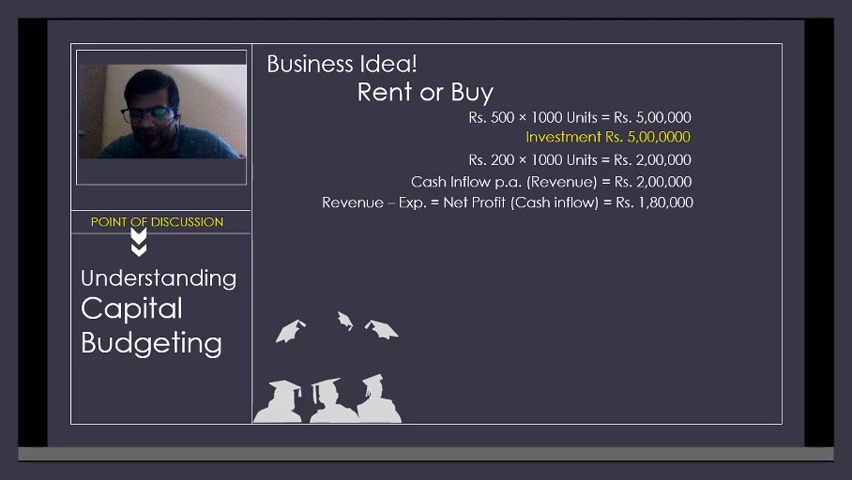 Business Idea!
Rent or Buy
Rs. 500 × 1000 Units = Rs. 5,00,000
Investment Rs. 5,00,0000
Rs. 200 × 1000 Units = Rs. 2,00,000
Cash Inflow p.a. (Revenue) = Rs. 2,00,000
Revenue – Exp. = Net Profit (Cash inflow) = Rs. 1,80,000
POINT OF DISCUSSION
Understanding
Capital
Budgeting